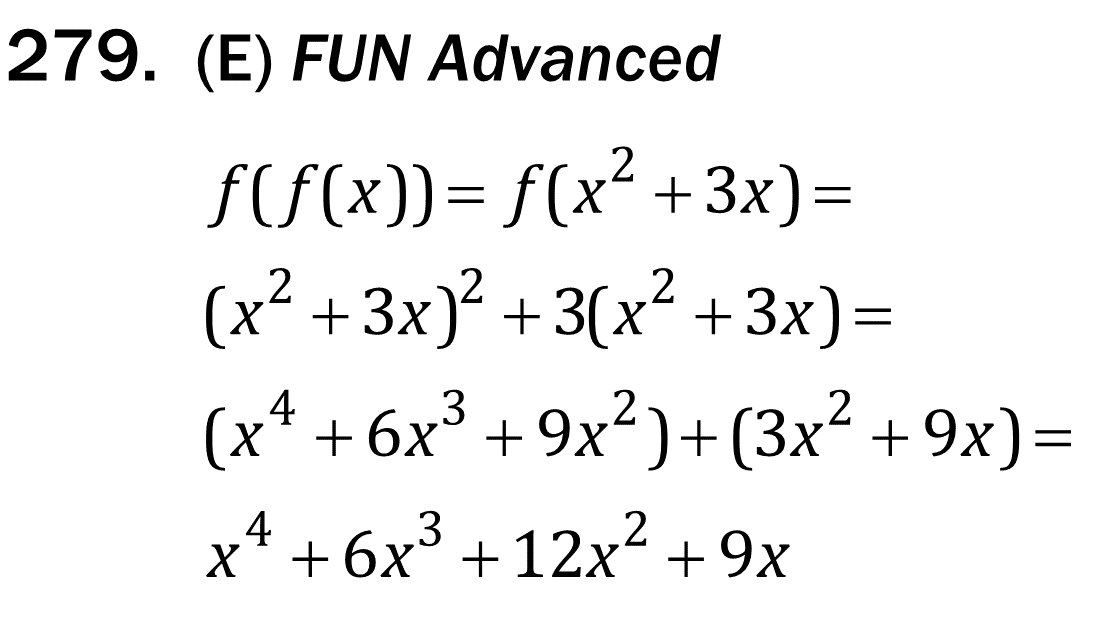 279. (E) FUN Advanced
f(f(x))= f(x² +3x)=
(x² +3x)² +3(x² +3x)=
(x⁴ +6x³ +9x²)+(3x² +9x)=
x⁴ +6x³ +12x² +9x